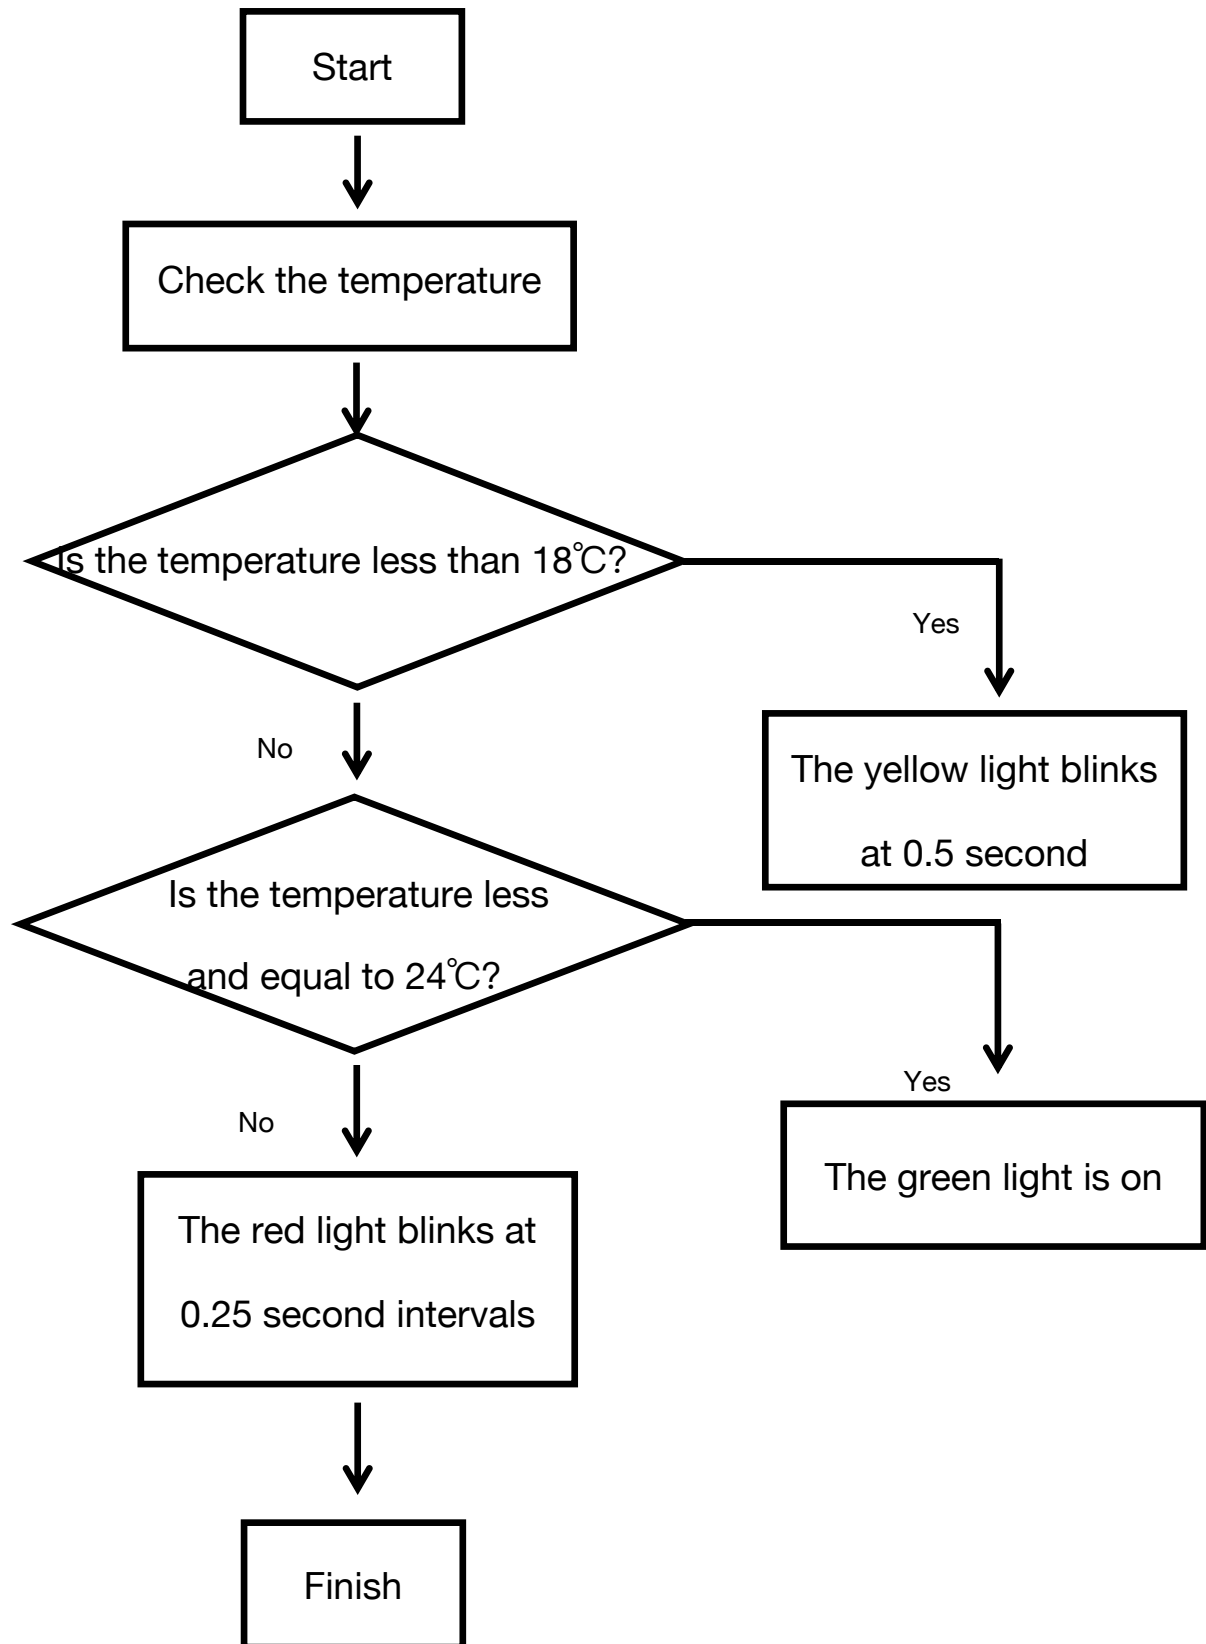 Start
Check the temperature
Is the temperature less than 18℃?
Yes
No
The yellow light blinks
at 0.5 second
Is the temperature less
and equal to 24℃?
Yes
No
The green light is on
The red light blinks at
0.25 second intervals
Finish